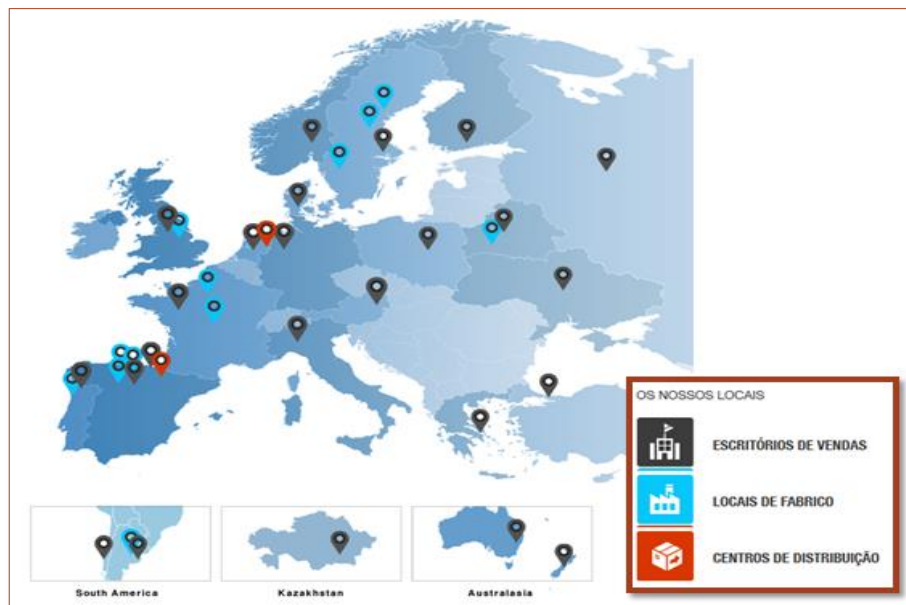 OS NOSSOS LOCAIS
ESCRITÓRIOS DE VENDAS
LOCAIS DE FABRICO
CENTROS DE DISTRIBUIÇÃO
South America
Kazakhstan
Australasia